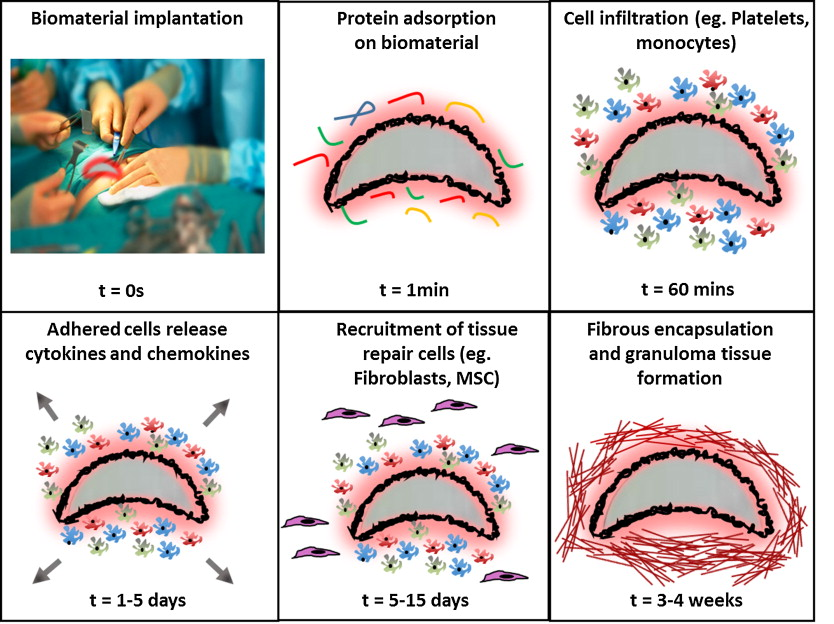 Biomaterial implantation
t = 0s
Protein adsorption
on biomaterial
t = 1min
Cell infiltration (eg. Platelets,
monocytes)
t = 60 mins
Adhered cells release
cytokines and chemokines
t = 1-5 days
Recruitment of tissue
repair cells (eg.
Fibroblasts, MSC)
t = 5-15 days
Fibrous encapsulation
and granuloma tissue
formation
t = 3-4 weeks